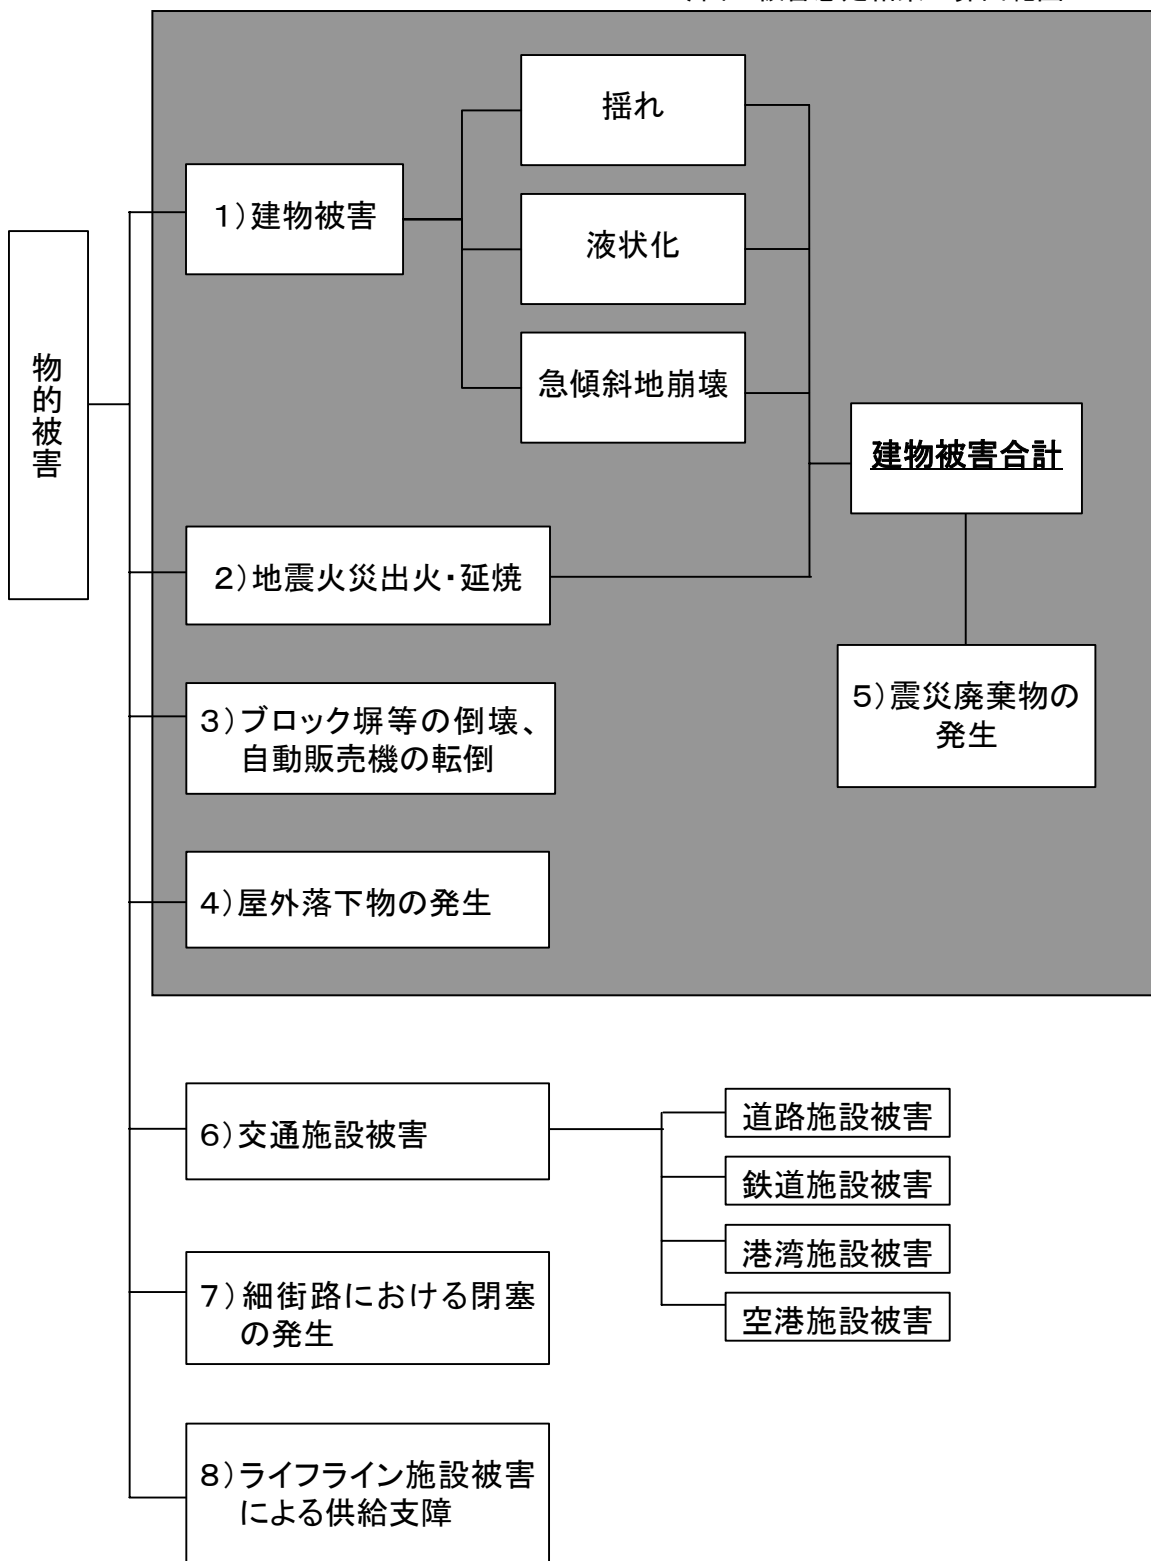 揺れ
1)建物被害
液状化
物的被害
急傾斜地崩壊
建物被害合計
2)地震火災出火・延焼
3)ブロック塀等の倒壊、
自動販売機の転倒
5)震災廃棄物の
発生
4)屋外落下物の発生
6)交通施設被害
道路施設被害
鉄道施設被害
港湾施設被害
空港施設被害
7)細街路における閉塞
の発生
8)ライフライン施設被害
による供給支障